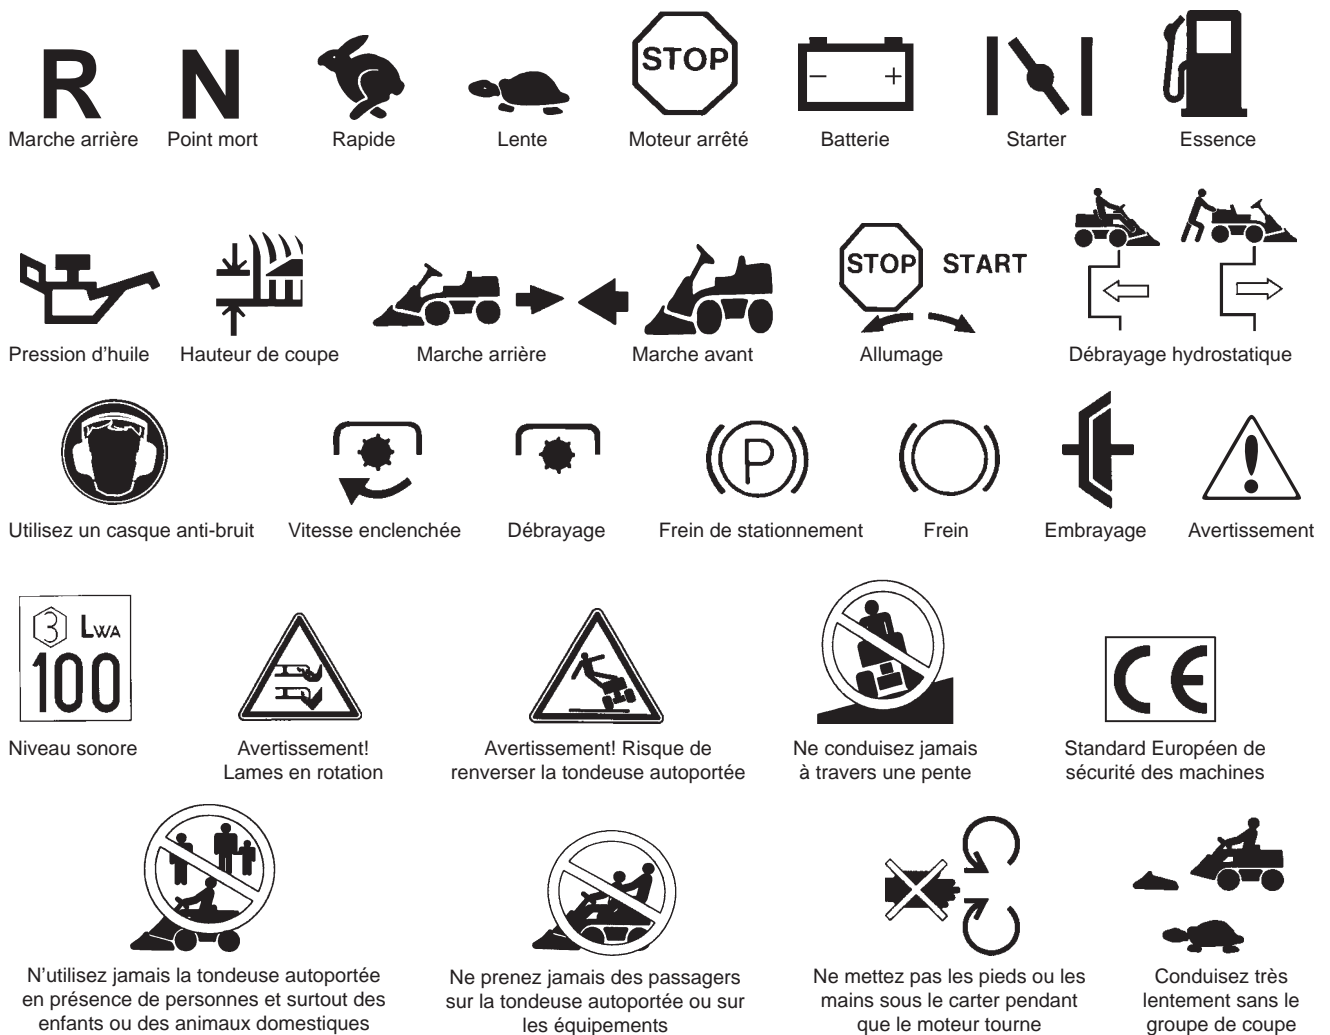 R N STOP
Marche arrière Point mort Rapide Lente Moteur arrêté Batterie Starter Essence
STOP START
Pression d’huile Hauteur de coupe Marche arrière Marche avant Allumage Débrayage hydrostatique
P
Utilisez un casque anti-bruit Vitesse enclenchée Débrayage Frein de stationnement Frein Embrayage Avertissement
3 LWA
100
CE
Niveau sonore
Avertissement!
Lames en rotation
Avertissement! Risque de
renverser la tondeuse autoportée
Ne conduisez jamais
à travers une pente
Standard Européen de
sécurité des machines
N’utilisez jamais la tondeuse autoportée
en présence de personnes et surtout des
enfants ou des animaux domestiques
Ne prenez jamais des passagers
sur la tondeuse autoportée ou sur
les équipements
Ne mettez pas les pieds ou les
mains sous le carter pendant
que le moteur tourne
Conduisez très
lentement sans le
groupe de coupe